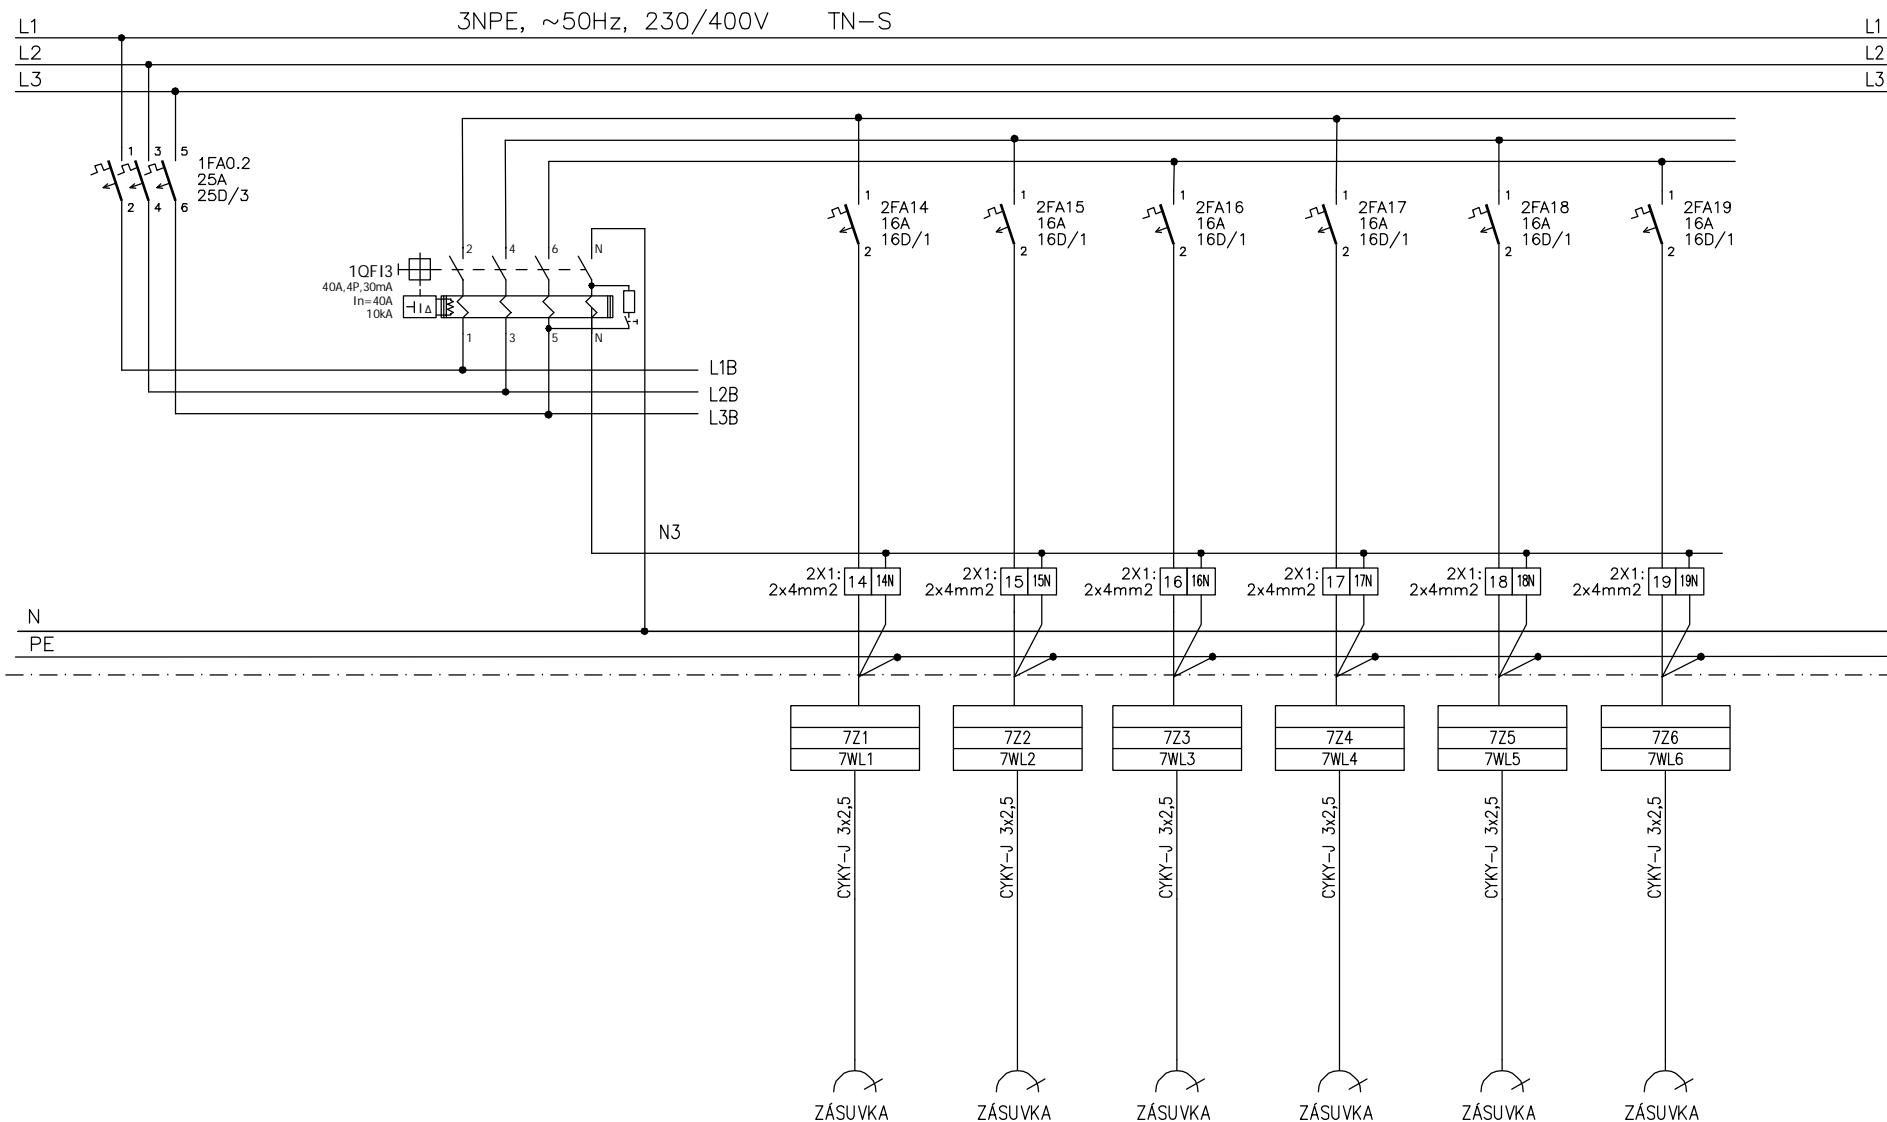 3NPE, ~50Hz, 230/400V TN-S
L1 L1
L2 L2
L3 L3
1 3 5
1FA0.2
25A
25D/3
2 4 6
1 1 1 1 1 1
2FA14 2FA15 2FA16 2FA17 2FA18 2FA19
16A 16A 16A 16A 16A 16A
16D/1 16D/1 16D/1 16D/1 16D/1 16D/1
2 2 2 2 2 2
2 4 6 N
1QFI3
40A,4P,30mA
In=40A
10kA
I Δ
1 3 5 N
L1B
L2B
L3B
N3
2X1: 14 14N 2X1: 15 15N 2X1: 16 16N 2X1: 17 17N 2X1: 18 18N 2X1: 19 19N
2x4mm2 2x4mm2 2x4mm2 2x4mm2 2x4mm2 2x4mm2
N
PE
7Z1 7Z2 7Z3 7Z4 7Z5 7Z6
7WL1 7WL2 7WL3 7WL4 7WL5 7WL6
CYKY-J 3x2,5 CYKY-J 3x2,5 CYKY-J 3x2,5 CYKY-J 3x2,5 CYKY-J 3x2,5 CYKY-J 3x2,5
ZÁSUVKA ZÁSUVKA ZÁSUVKA ZÁSUVKA ZÁSUVKA ZÁSUVKA